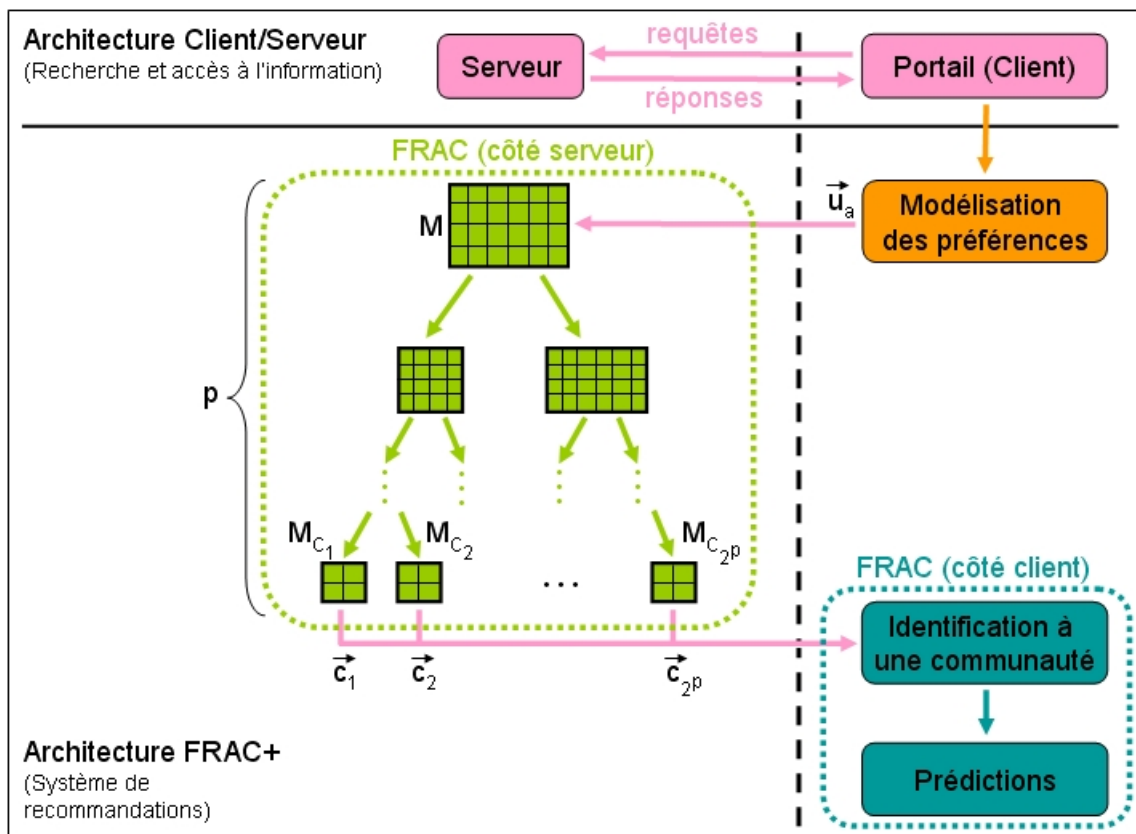 Architecture Client/Serveur
(Recherche et accès à l'information)
Serveur
requêtes
réponses
Portail (Client)
FRAC (côté serveur)
M
u⃗a
Modélisation
des préférences
p
MC1
MC2
...
MC2p
FRAC (côté client)
Identification à
une communauté
c⃗1
c⃗2
c⃗2p
Prédictions
Architecture FRAC+
(Système de
recommandations)